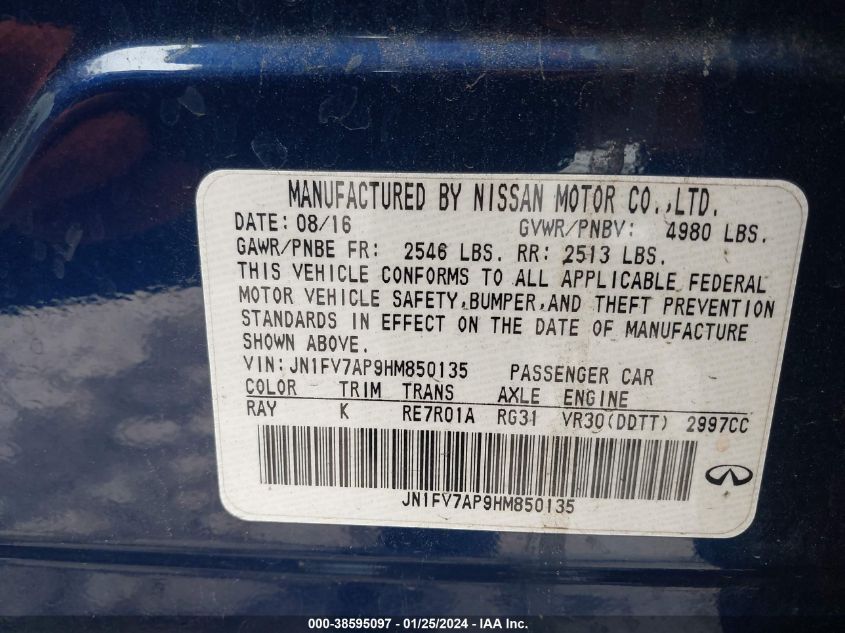 MANUFACTURED BY NISSAN MOTOR CO.,LTD.
DATE: 08/16 GVWR/PNBV: 4980 LBS.
GAWR/PNBE FR: 2546 LBS. RR: 2513 LBS.
THIS VEHICLE CONFORMS TO ALL APPLICABLE FEDERAL
MOTOR VEHICLE SAFETY,BUMPER,AND THEFT PREVENTION
STANDARDS IN EFFECT ON THE DATE OF MANUFACTURE
SHOWN ABOVE.
VIN:JN1FV7AP9HM850135 PASSENGER CAR
COLOR TRIM TRANS AXLE ENGINE
RAY K RE7R01A RG31 VR30(DDTT) 2997CC
JN1FV7AP9HM850135
000-38595097 - 01/25/2024 - IAA Inc.